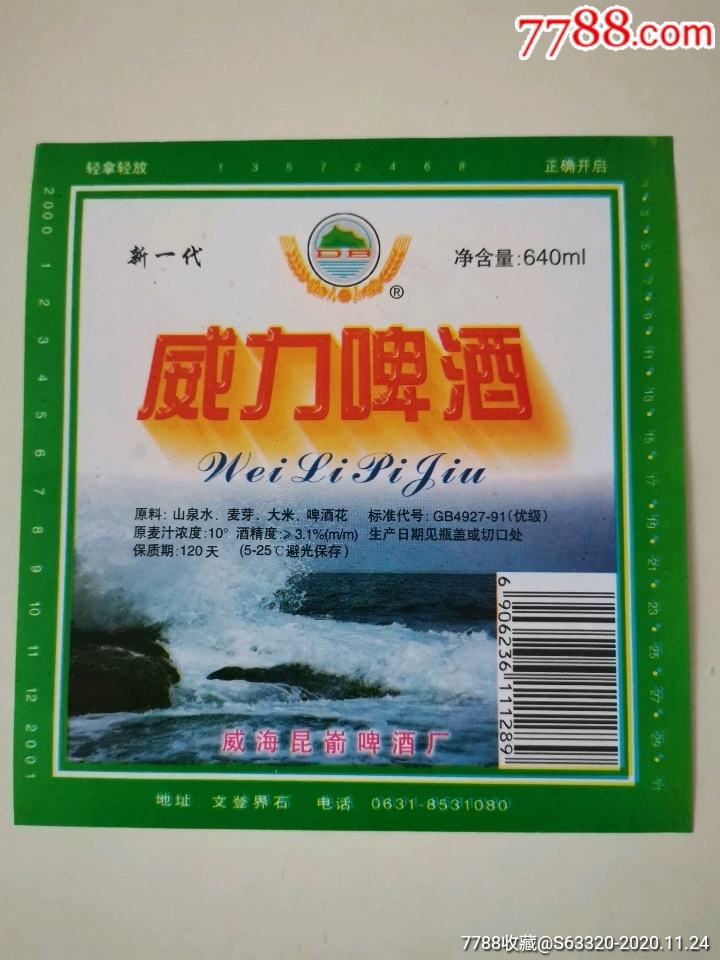 7788.com
轻拿轻放 1 3 5 7 2 4 6 8 正确开启
2000 1 2 3 4 5 6 7 8 9 10 11 12 2001
新一代
DB
®
净含量:640ml
威力啤酒
WeiLiPiJiu
原料: 山泉水、麦芽、大米、啤酒花 标准代号: GB4927-91(优级)
原麦汁浓度:10° 酒精度:≥3.1%(m/m) 生产日期见瓶盖或切口处
保质期:120天 (5-25℃避光保存)
6 906236 111289
威海昆嵛啤酒厂
地址 文登界石 电话 0631-8531080
7788收藏@S63320-2020.11.24